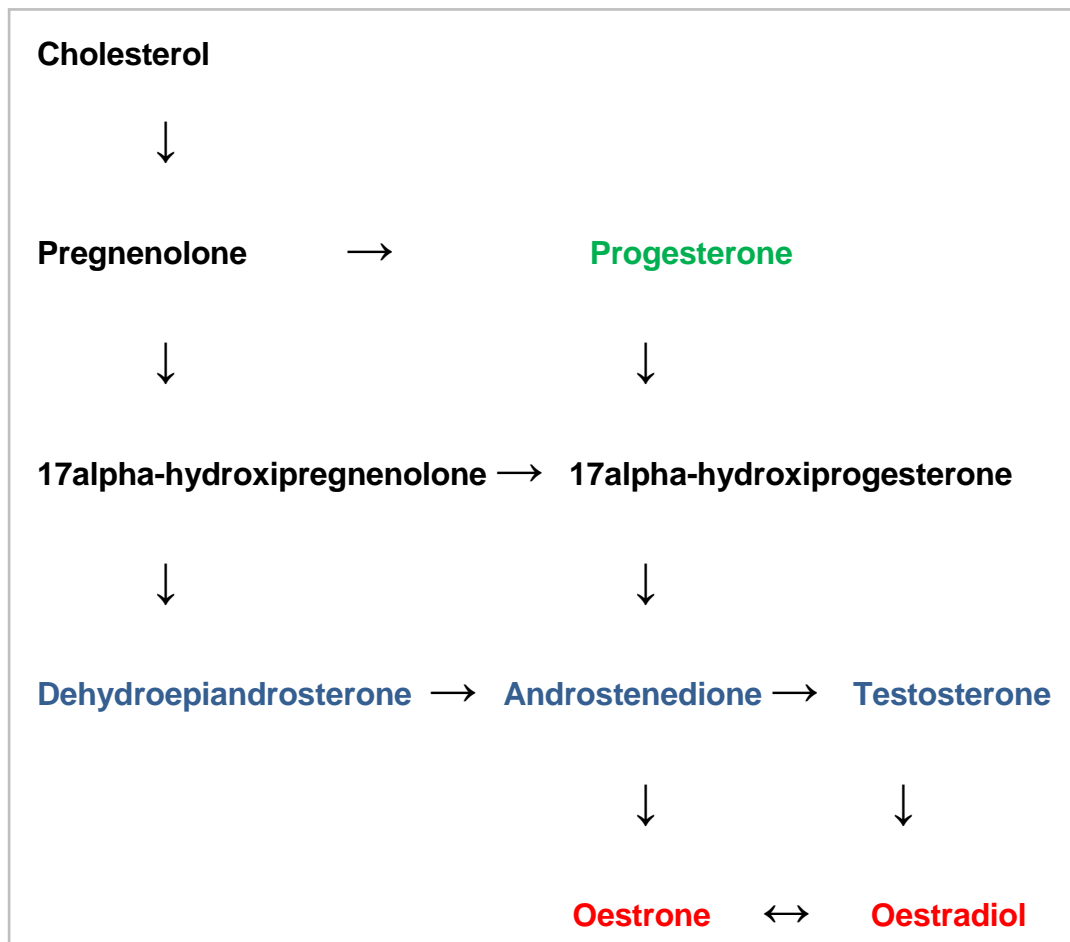 Cholesterol
↓
Pregnenolone → Progesterone
↓ ↓
17alpha-hydroxipregnenolone → 17alpha-hydroxiprogesterone
↓ ↓
Dehydroepiandrosterone → Androstenedione → Testosterone
↓ ↓
Oestrone ↔ Oestradiol